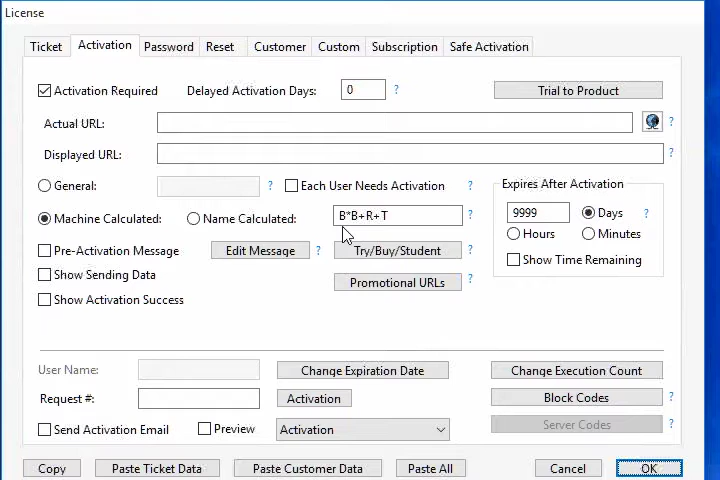 License
Ticket Activation Password Reset Customer Custom Subscription Safe Activation
Activation Required Delayed Activation Days: 0 ? Trial to Product
Actual URL: ?
Displayed URL: ?
General: ? Each User Needs Activation ? Expires After Activation
Machine Calculated: Name Calculated: B*B+R+T ? 9999 Days ?
Hours Minutes
Pre-Activation Message Edit Message ? Try/Buy/Student ? Show Time Remaining
Show Sending Data Promotional URLs ?
Show Activation Success
User Name: Change Expiration Date Change Execution Count
Request #: Activation Block Codes ?
Send Activation Email Preview Activation Server Codes ?
Copy Paste Ticket Data Paste Customer Data Paste All Cancel OK